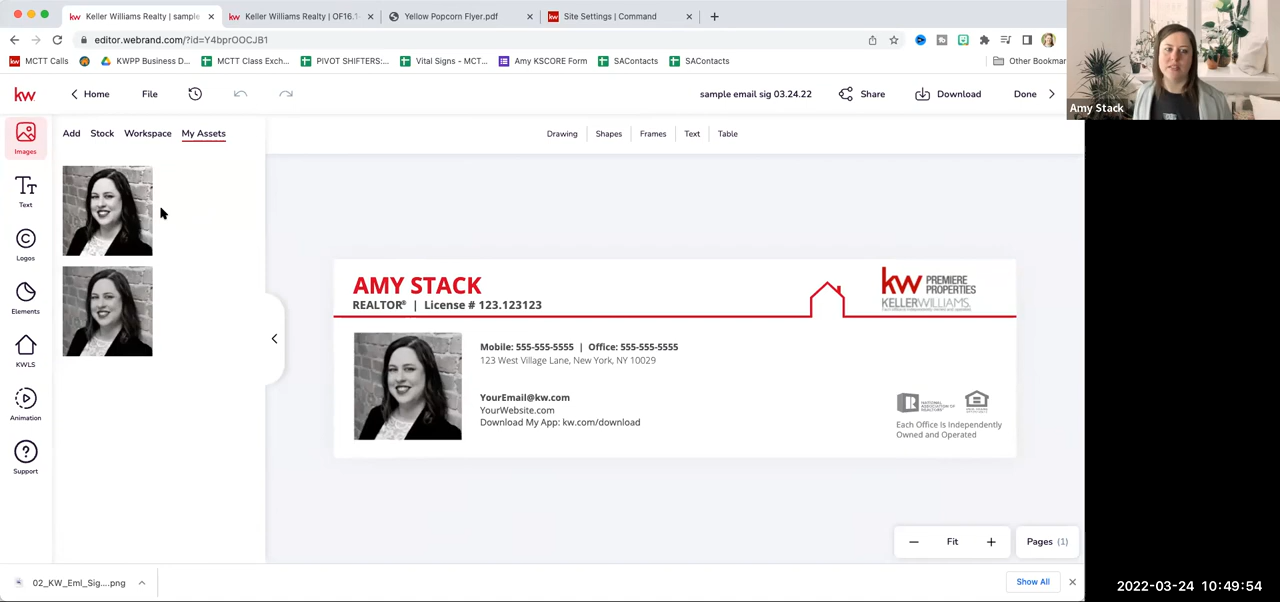 Keller Williams Realty | sample
Keller Williams Realty | OF16.1
Yellow Popcorn Flyer.pdf
Site Settings | Command
editor.webrand.com/?id=Y4bprOOCJB1
MCTT Calls
KWPP Business D...
MCTT Class Exch...
PIVOT SHIFTERS:...
Vital Signs - MCT...
Amy KSCORE Form
SAContacts
SAContacts
Other Bookmar
Amy Stack
kw
Home
File
sample email sig 03.24.22
Share
Download
Done
Images
Text
Logos
Elements
KWLS
Animation
Support
Add
Stock
Workspace
My Assets
Drawing
Shapes
Frames
Text
Table
AMY STACK
REALTOR® | License # 123.123123
kw PREMIERE
PROPERTIES
KELLERWILLIAMS.
Mobile: 555-555-5555 | Office: 555-555-5555
123 West Village Lane, New York, NY 10029
YourEmail@kw.com
YourWebsite.com
Download My App: kw.com/download
NATIONAL
ASSOCIATION OF
REALTORS®
Each Office Is Independently
Owned and Operated
Fit
Pages (1)
02_KW_Eml_Sig....png
Show All
2022-03-24 10:49:54